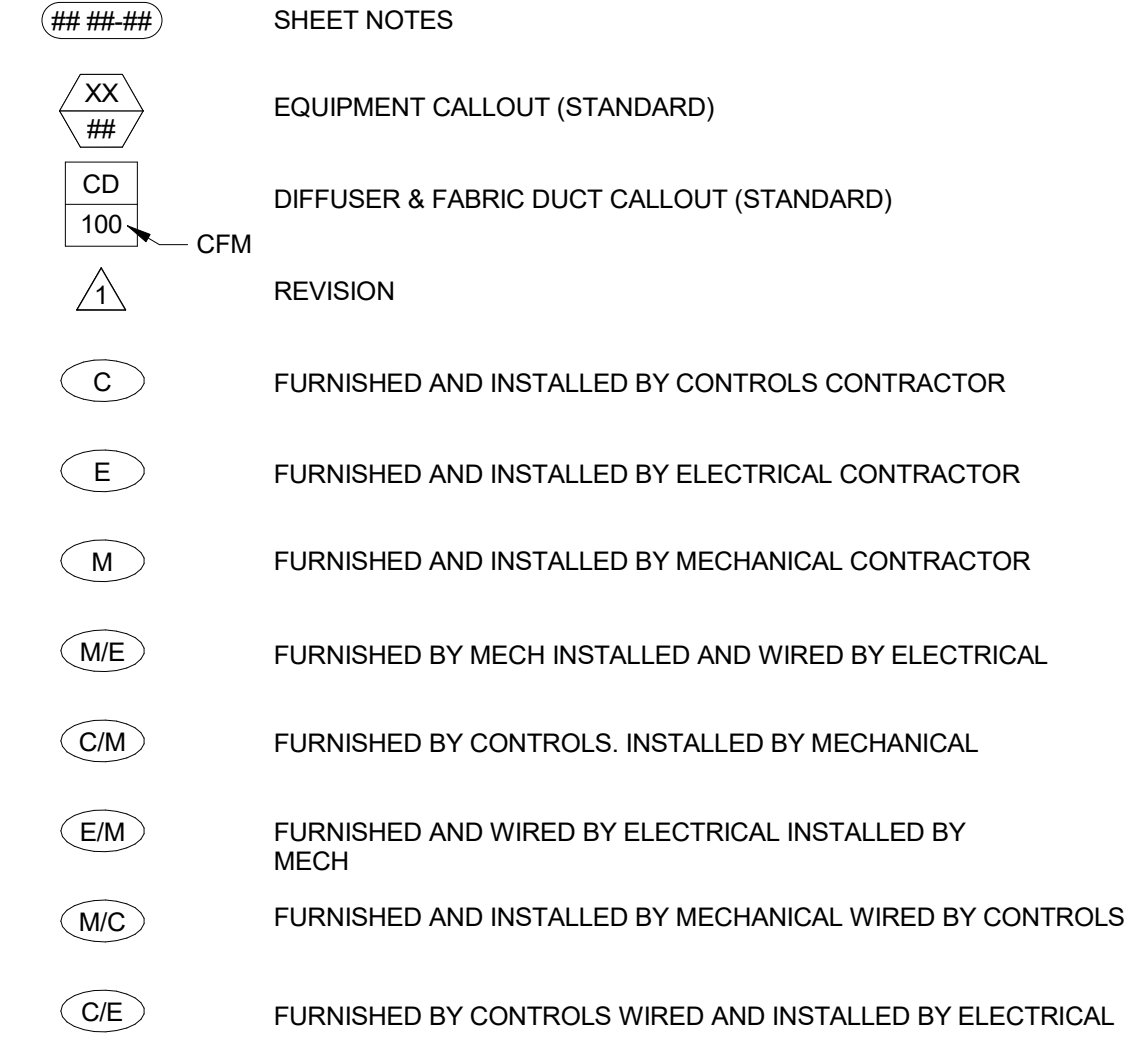 ## ##-## SHEET NOTES
XX
## EQUIPMENT CALLOUT (STANDARD)
CD
100 DIFFUSER & FABRIC DUCT CALLOUT (STANDARD)
CFM
1 REVISION
C FURNISHED AND INSTALLED BY CONTROLS CONTRACTOR
E FURNISHED AND INSTALLED BY ELECTRICAL CONTRACTOR
M FURNISHED AND INSTALLED BY MECHANICAL CONTRACTOR
M/E FURNISHED BY MECH INSTALLED AND WIRED BY ELECTRICAL
C/M FURNISHED BY CONTROLS. INSTALLED BY MECHANICAL
E/M FURNISHED AND WIRED BY ELECTRICAL INSTALLED BY
MECH
M/C FURNISHED AND INSTALLED BY MECHANICAL WIRED BY CONTROLS
C/E FURNISHED BY CONTROLS WIRED AND INSTALLED BY ELECTRICAL